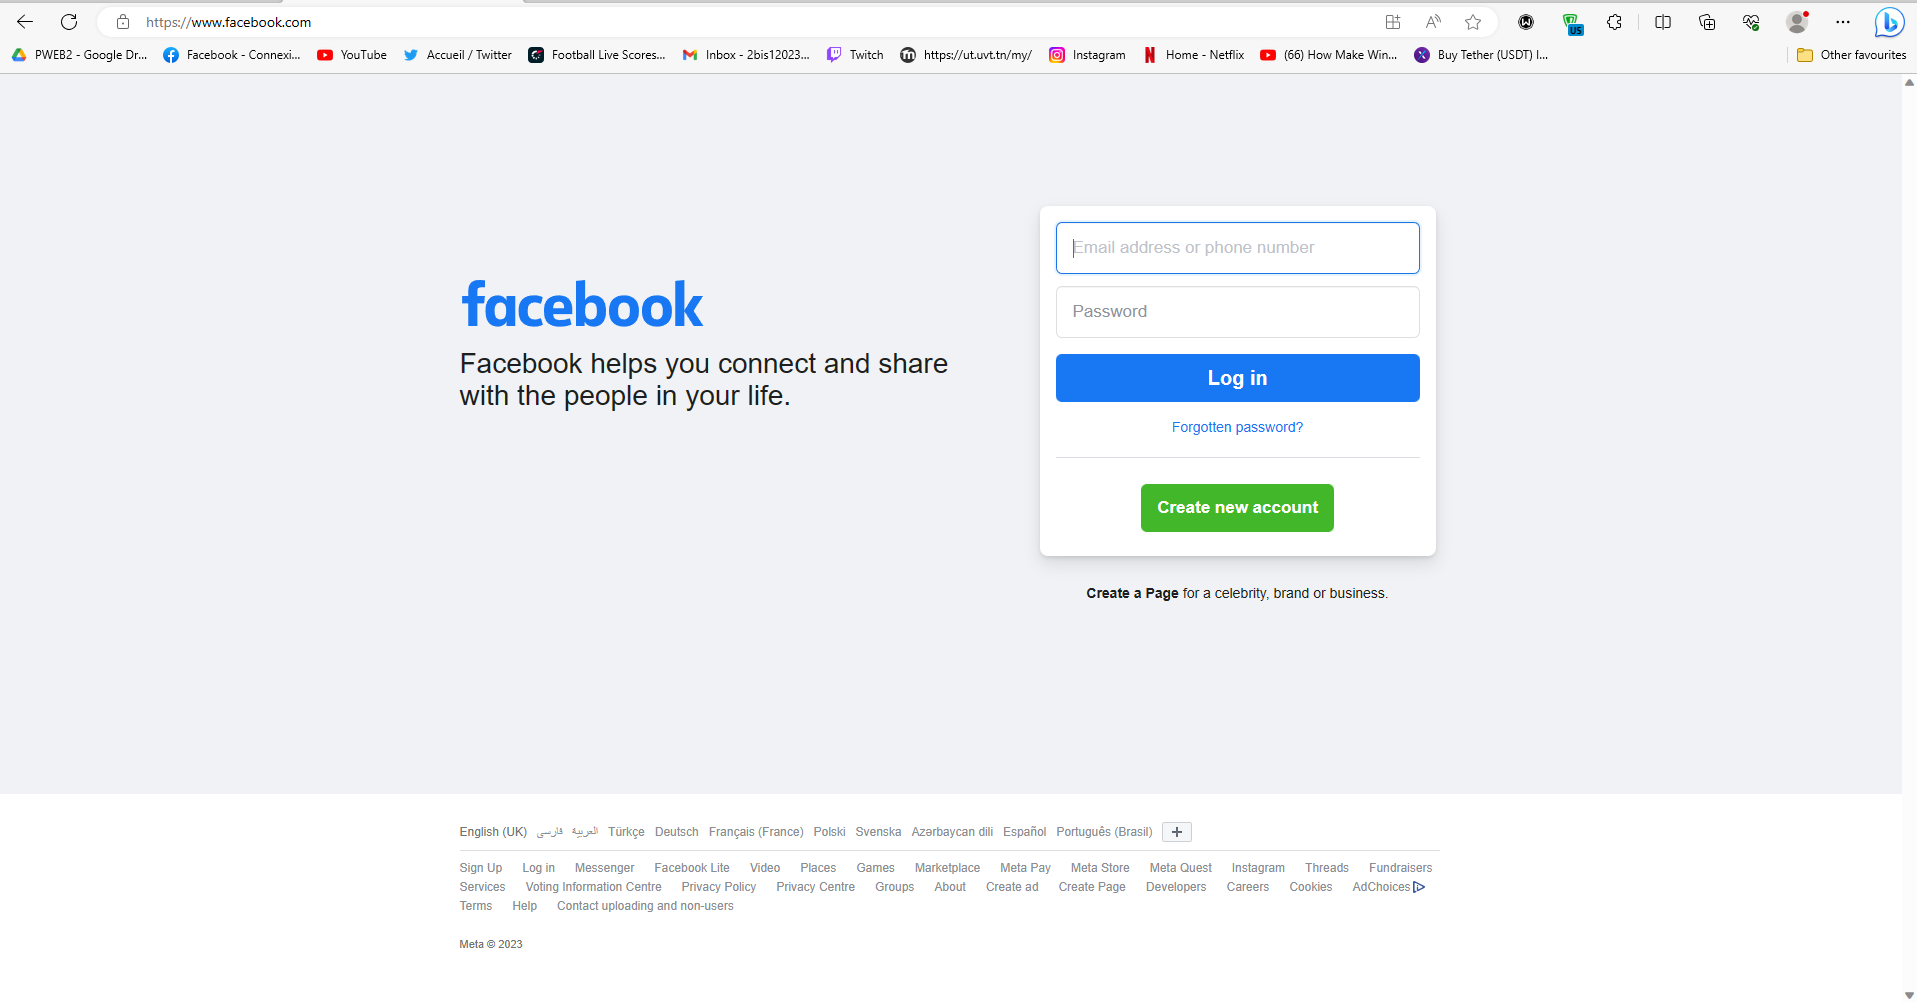 https://www.facebook.com
US
PWEB2 - Google Dr... Facebook - Connexi... YouTube Accueil / Twitter Football Live Scores... Inbox - 2bis12023... Twitch https://ut.uvt.tn/my/ Instagram Home - Netflix (66) How Make Win... Buy Tether (USDT) I... Other favourites
Email address or phone number
Password
facebook
Facebook helps you connect and share
with the people in your life.
Log in
Forgotten password?
Create new account
Create a Page for a celebrity, brand or business.
English (UK) فارسی العربية Türkçe Deutsch Français (France) Polski Svenska Azərbaycan dili Español Português (Brasil)
Sign Up Log in Messenger Facebook Lite Video Places Games Marketplace Meta Pay Meta Store Meta Quest Instagram Threads Fundraisers
Services Voting Information Centre Privacy Policy Privacy Centre Groups About Create ad Create Page Developers Careers Cookies AdChoices
Terms Help Contact uploading and non-users
Meta © 2023